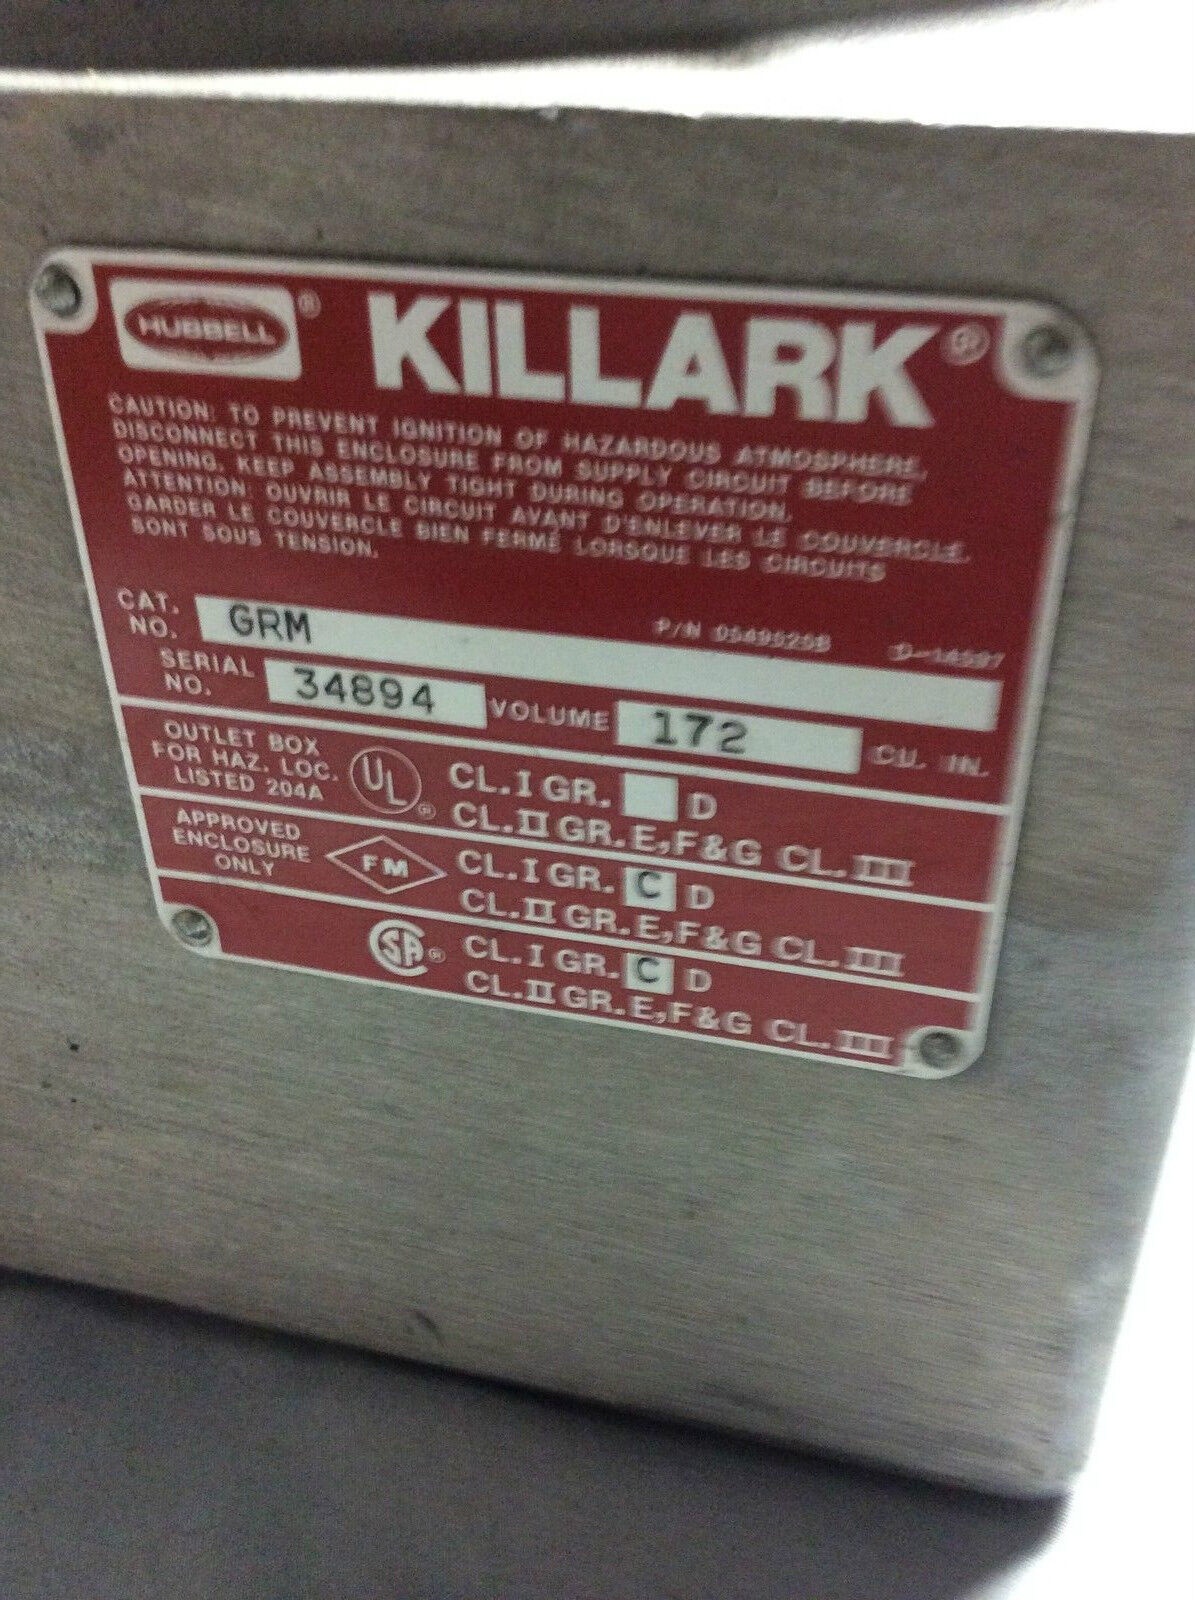 HUBBELL ® KILLARK ®
CAUTION: TO PREVENT IGNITION OF HAZARDOUS ATMOSPHERE,
DISCONNECT THIS ENCLOSURE FROM SUPPLY CIRCUIT BEFORE
OPENING. KEEP ASSEMBLY TIGHT DURING OPERATION.
ATTENTION: OUVRIR LE CIRCUIT AVANT D'ENLEVER LE COUVERCLE.
GARDER LE COUVERCLE BIEN FERMÉ LORSQUE LES CIRCUITS
SONT SOUS TENSION.
P/N
CAT. NO. GRM
SERIAL NO. 34894 VOLUME 172 CU. IN.
OUTLET BOX
FOR HAZ. LOC.
LISTED 204A
UL ® CL. I GR. D
CL. II GR. E, F & G CL. III
APPROVED
ENCLOSURE
ONLY
FM CL. I GR. C D
CL. II GR. E, F & G CL. III
SA ® CL. I GR. C D
CL. II GR. E, F & G CL. III